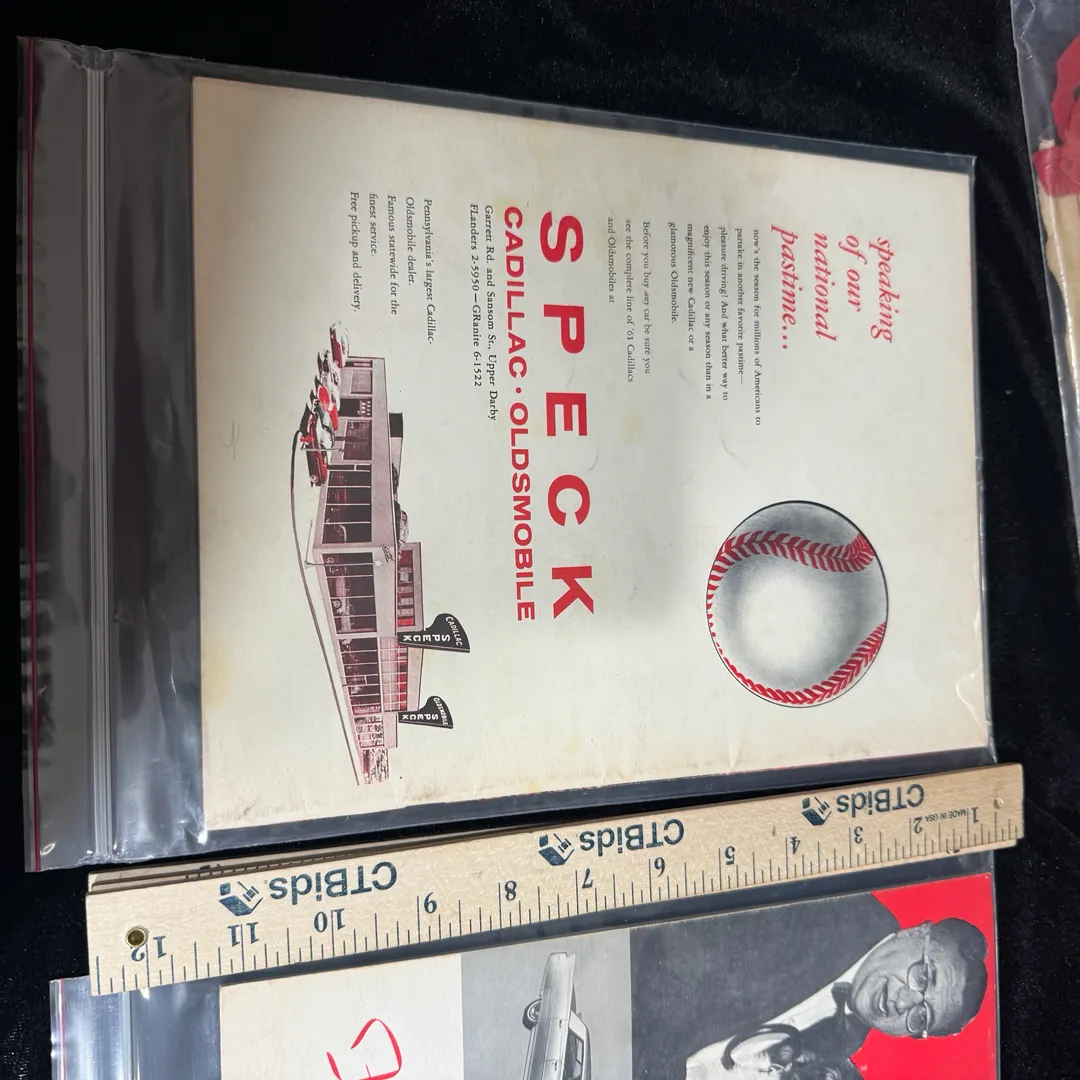 speaking
of our
national
pastime...
now's the season for millions of Americans to
partake in another favorite pastime—
pleasure driving! And what better way to
enjoy this season or any season than in a
magnificent new Cadillac or a
glamorous Oldsmobile.
Before you buy any car be sure you
see the complete line of '61 Cadillacs
and Oldsmobiles at
SPECK
CADILLAC • OLDSMOBILE
Garrett Rd. and Sansom St., Upper Darby
FLanders 2-5950—GRanite 6-1522
Pennsylvania's largest Cadillac-
Oldsmobile dealer.
Famous statewide for the
finest service.
Free pickup and delivery.
CADILLAC
SPECK
OLDSMOBILE
SPECK
1 2 3 4 5 6 7 8 9 10 11 12
MADE IN USA
CTBids
CTBids
CTBids.